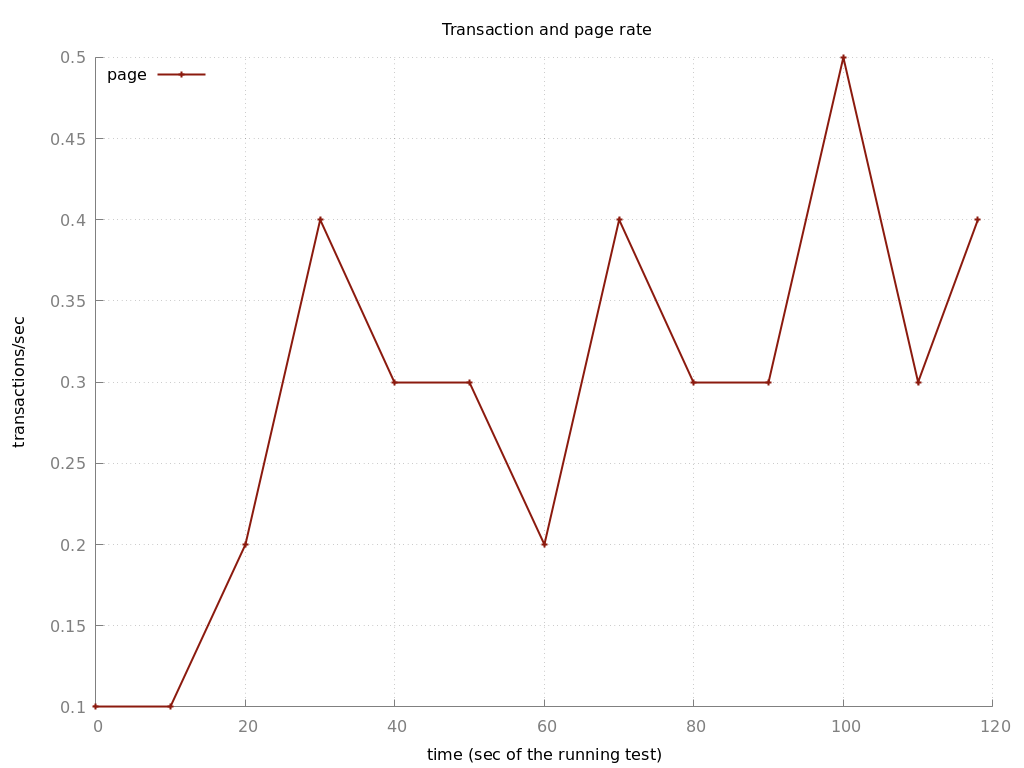 Transaction and page rate
page
0.5
0.45
0.4
0.35
0.3
0.25
0.2
0.15
0.1
transactions/sec
0 20 40 60 80 100 120
time (sec of the running test)